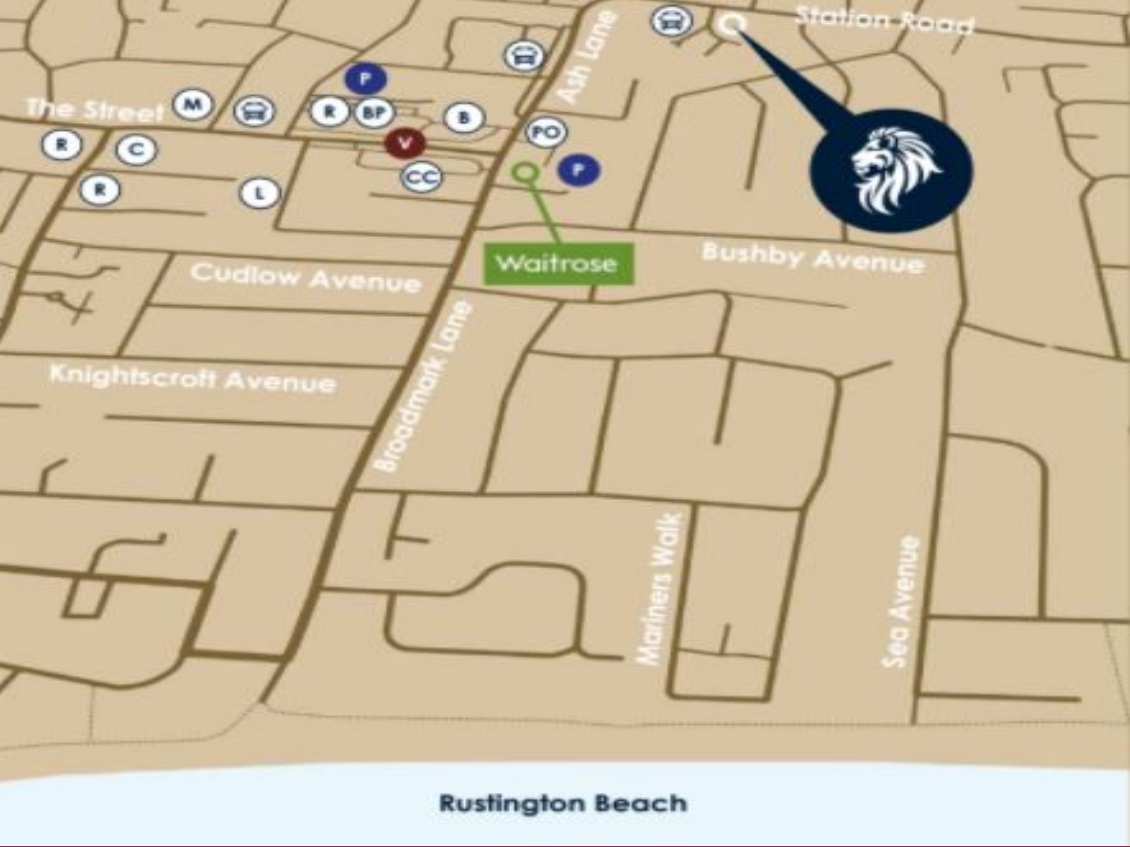 Station Road
Ash Lane
P
The Street
M
R
BP
B
PO
V
R
C
CC
P
R
L
Waitrose
Bushby Avenue
Cudlow Avenue
Broadmark Lane
Knightscroft Avenue
Mariners Walk
Sea Avenue
Rustington Beach